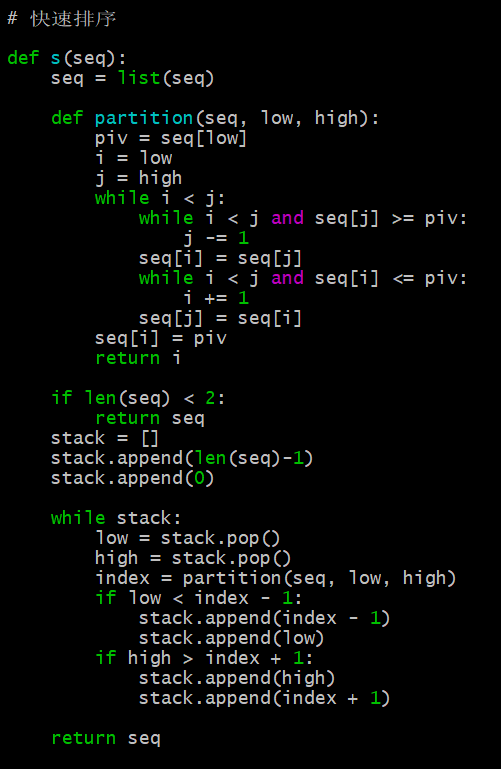 # 快速排序
def s(seq):
    seq = list(seq)
    def partition(seq, low, high):
        piv = seq[low]
        i = low
        j = high
        while i < j:
            while i < j and seq[j] >= piv:
                j -= 1
            seq[i] = seq[j]
            while i < j and seq[i] <= piv:
                i += 1
            seq[j] = seq[i]
        seq[i] = piv
        return i
    if len(seq) < 2:
        return seq
    stack = []
    stack.append(len(seq)-1)
    stack.append(0)
    while stack:
        low = stack.pop()
        high = stack.pop()
        index = partition(seq, low, high)
        if low < index - 1:
            stack.append(index - 1)
            stack.append(low)
        if high > index + 1:
            stack.append(high)
            stack.append(index + 1)
    return seq